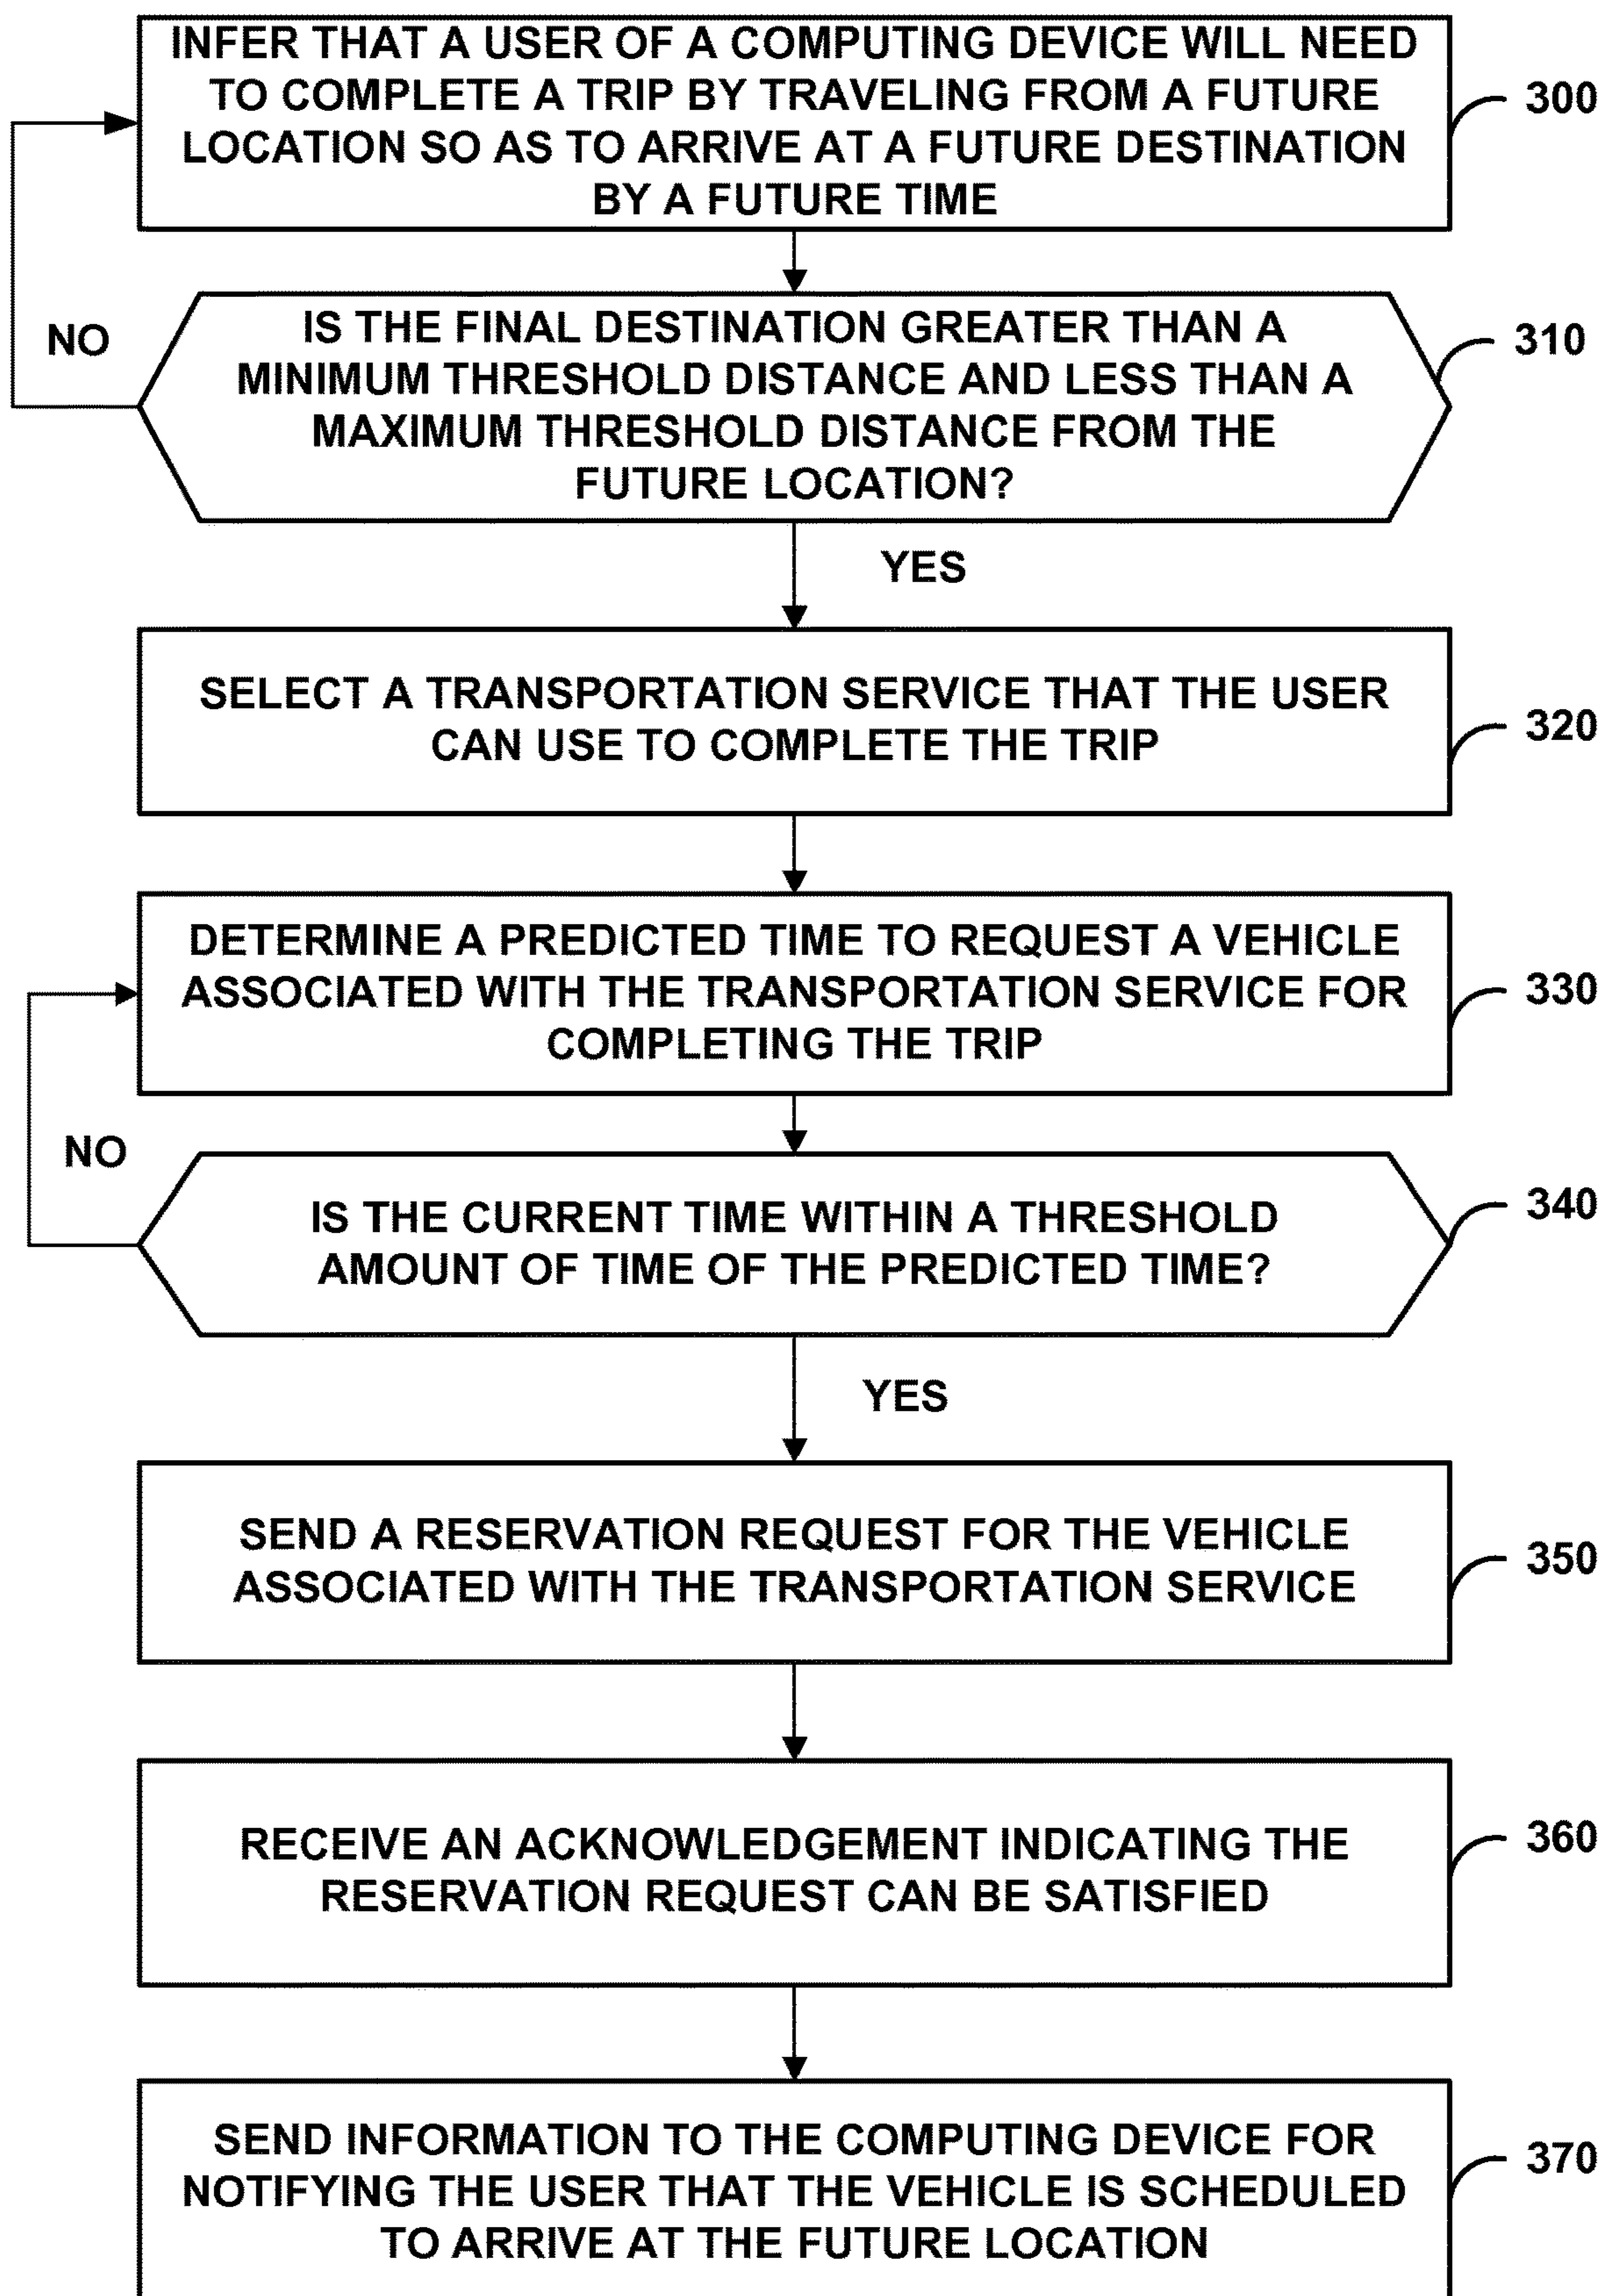 INFER THAT A USER OF A COMPUTING DEVICE WILL NEED
TO COMPLETE A TRIP BY TRAVELING FROM A FUTURE
LOCATION SO AS TO ARRIVE AT A FUTURE DESTINATION
BY A FUTURE TIME
300
NO
IS THE FINAL DESTINATION GREATER THAN A
MINIMUM THRESHOLD DISTANCE AND LESS THAN A
MAXIMUM THRESHOLD DISTANCE FROM THE
FUTURE LOCATION?
310
YES
SELECT A TRANSPORTATION SERVICE THAT THE USER
CAN USE TO COMPLETE THE TRIP
320
DETERMINE A PREDICTED TIME TO REQUEST A VEHICLE
ASSOCIATED WITH THE TRANSPORTATION SERVICE FOR
COMPLETING THE TRIP
330
NO
IS THE CURRENT TIME WITHIN A THRESHOLD
AMOUNT OF TIME OF THE PREDICTED TIME?
340
YES
SEND A RESERVATION REQUEST FOR THE VEHICLE
ASSOCIATED WITH THE TRANSPORTATION SERVICE
350
RECEIVE AN ACKNOWLEDGEMENT INDICATING THE
RESERVATION REQUEST CAN BE SATISFIED
360
SEND INFORMATION TO THE COMPUTING DEVICE FOR
NOTIFYING THE USER THAT THE VEHICLE IS SCHEDULED
TO ARRIVE AT THE FUTURE LOCATION
370